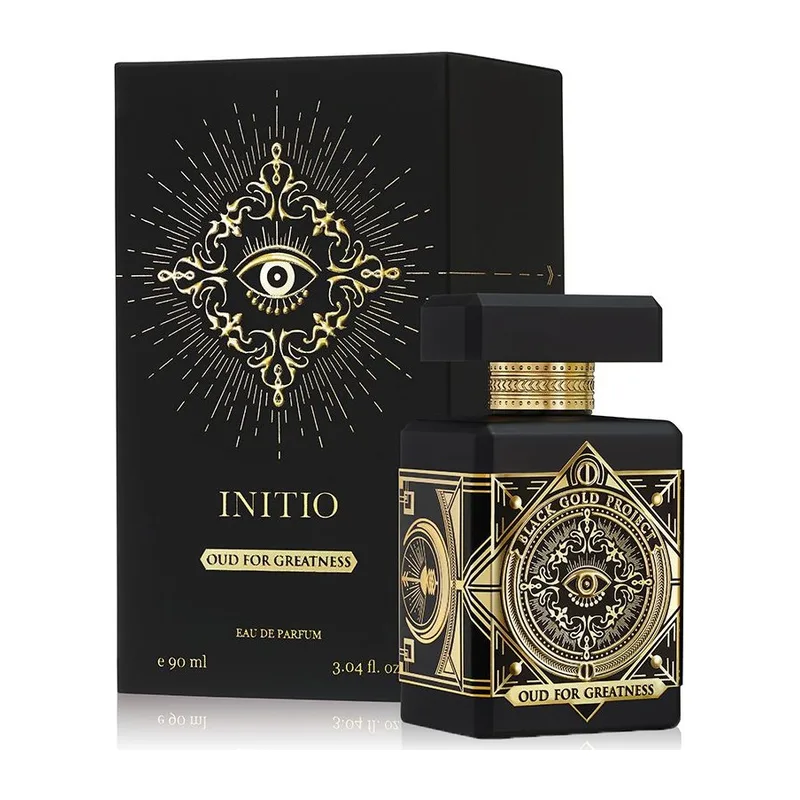 INITIO
OUD FOR GREATNESS
EAU DE PARFUM
e 90 ml
3.04 fl. oz
BLACK GOLD PROJECT
OUD FOR GREATNESS